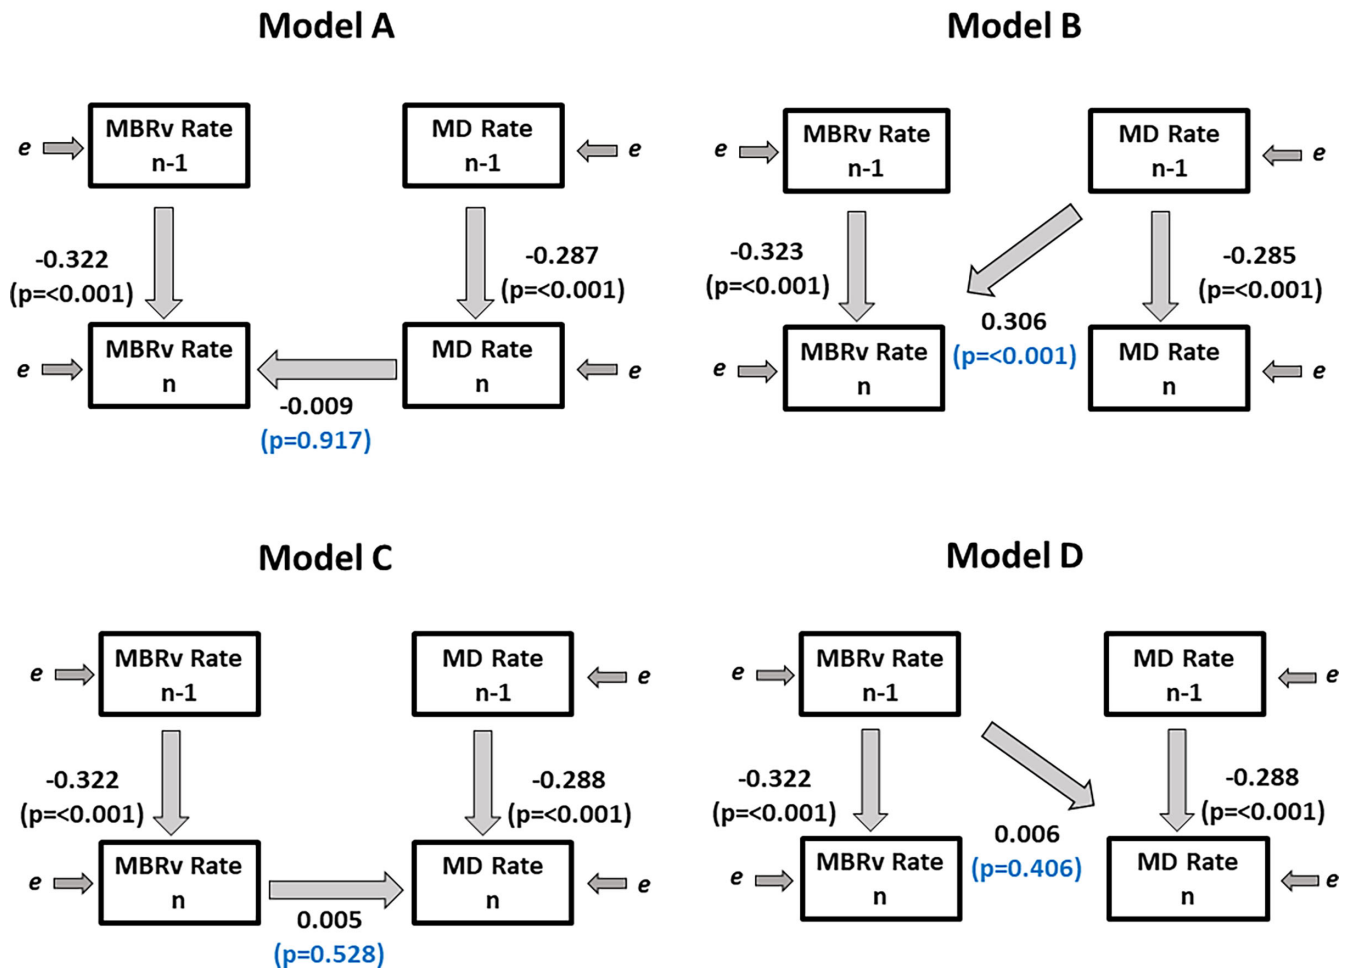 Model A
e
MBRv Rate
n-1
MD Rate
n-1
e
-0.322
(p=<0.001)
-0.287
(p=<0.001)
e
MBRv Rate
n
MD Rate
n
e
-0.009
(p=0.917)
Model B
e
MBRv Rate
n-1
MD Rate
n-1
e
-0.323
(p=<0.001)
-0.285
(p=<0.001)
0.306
(p=<0.001)
e
MBRv Rate
n
MD Rate
n
e
Model C
e
MBRv Rate
n-1
MD Rate
n-1
e
-0.322
(p=<0.001)
-0.288
(p=<0.001)
e
MBRv Rate
n
MD Rate
n
e
0.005
(p=0.528)
Model D
e
MBRv Rate
n-1
MD Rate
n-1
e
-0.322
(p=<0.001)
-0.288
(p=<0.001)
0.006
(p=0.406)
e
MBRv Rate
n
MD Rate
n
e